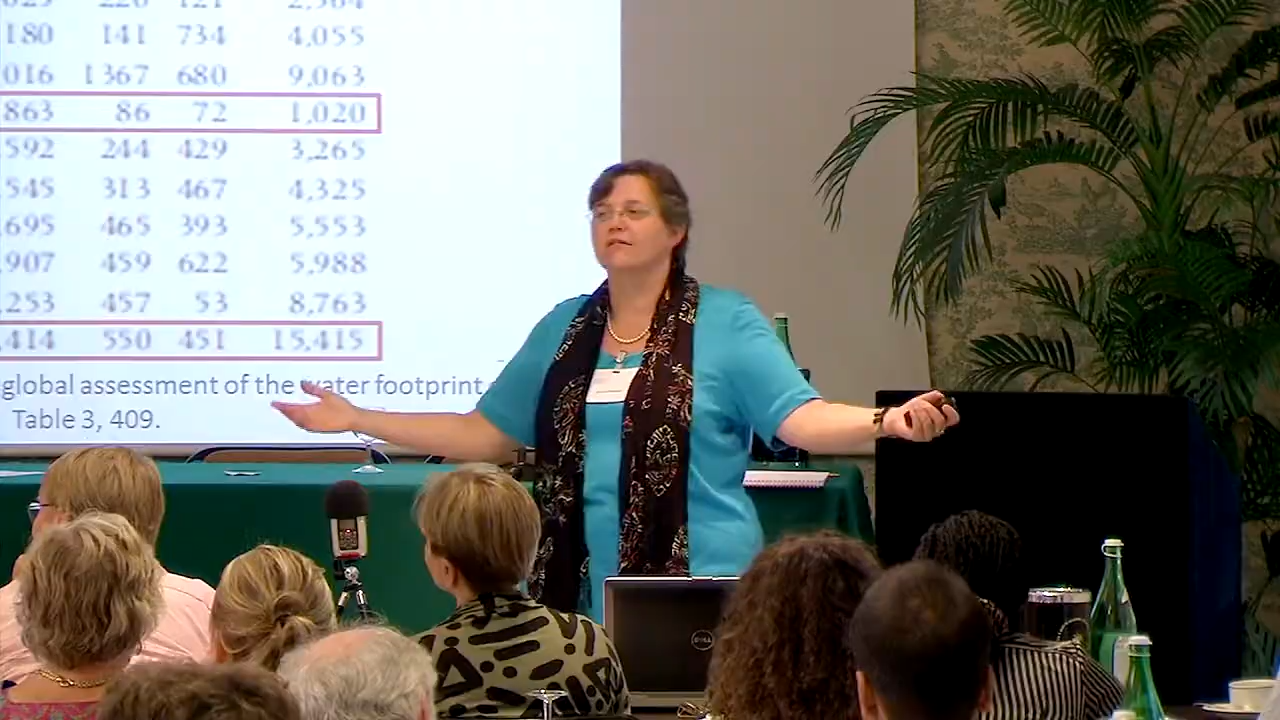 180 141 734 4,055
016 1367 680 9,063
863 86 72 1,020
592 244 429 3,265
,545 313 467 4,325
,695 465 393 5,553
,907 459 622 5,988
,253 457 53 8,763
,414 550 451 15,415
global assessment of the water footprint
Table 3, 409.
DELL